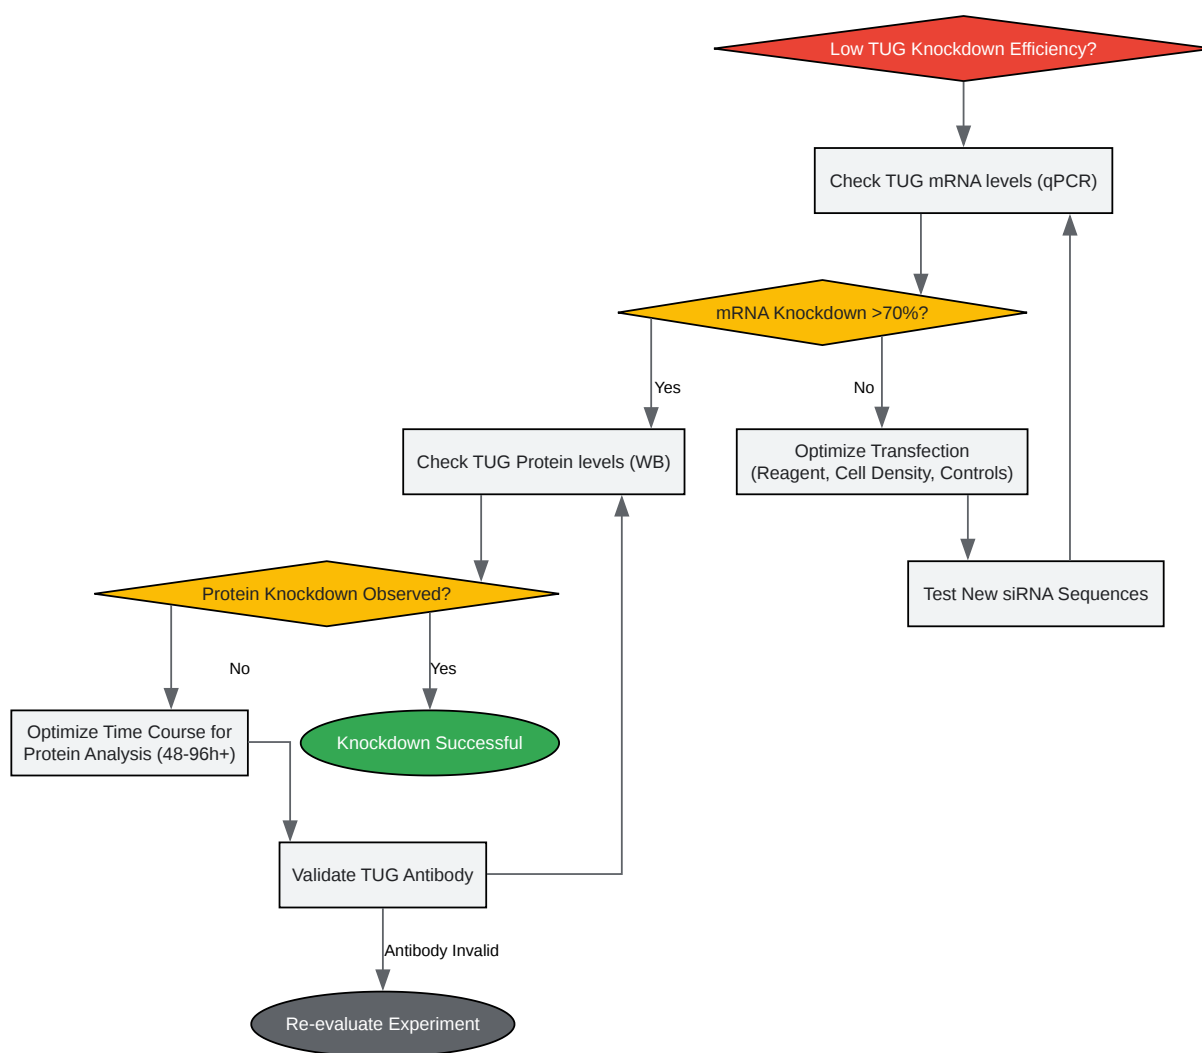 Low TUG Knockdown Efficiency?
Check TUG mRNA levels (qPCR)
mRNA Knockdown >70%?
Yes
No
Check TUG Protein levels (WB)
Optimize Transfection
(Reagent, Cell Density, Controls)
Protein Knockdown Observed?
Test New siRNA Sequences
No
Yes
Optimize Time Course for
Protein Analysis (48-96h+)
Knockdown Successful
Validate TUG Antibody
Antibody Invalid
Re-evaluate Experiment